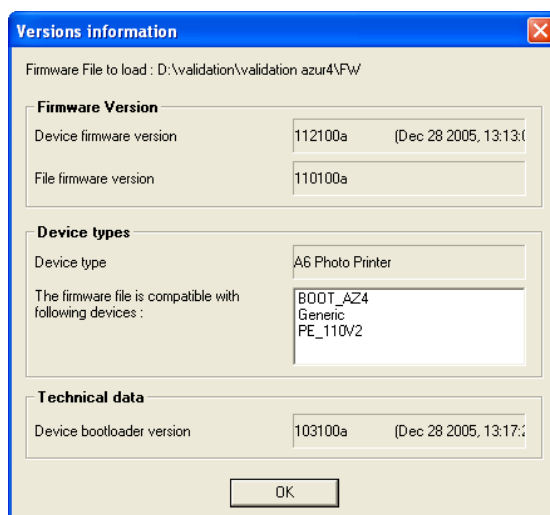 Versions information
Firmware File to load : D:\validation\validation azur4\FW
Firmware Version
Device firmware version 112100a (Dec 28 2005, 13:13:0
File firmware version 110100a
Device types
Device type A6 Photo Printer
The firmware file is compatible with
following devices :
BOOT_AZ4
Generic
PE_110V2
Technical data
Device bootloader version 103100a (Dec 28 2005, 13:17:2
OK